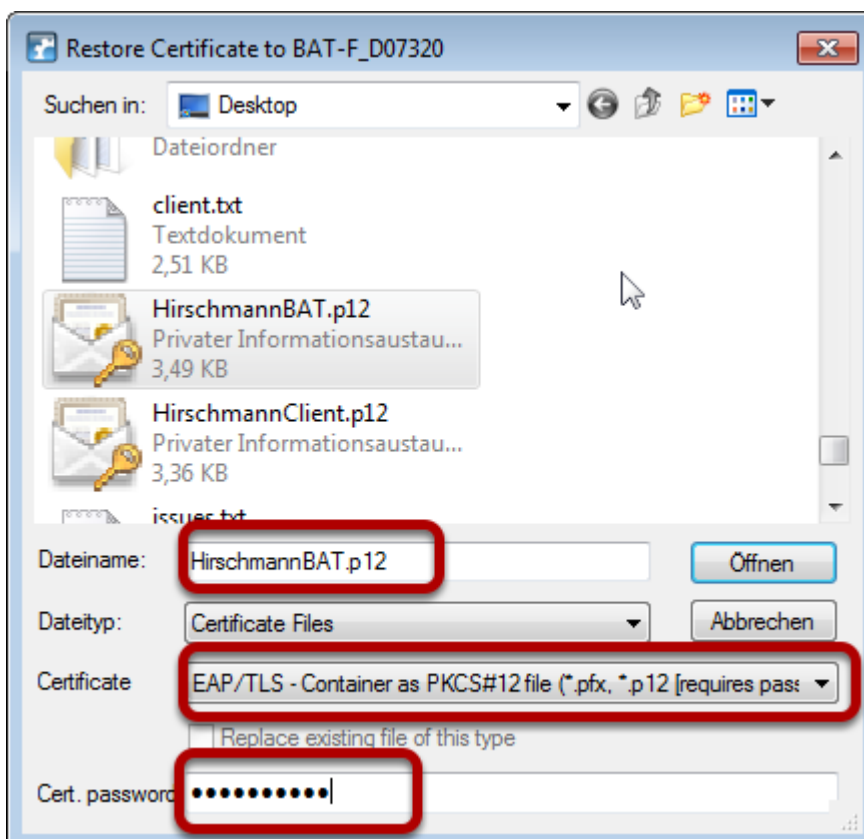 Restore Certificate to BAT-F_D07320
Suchen in:
Desktop
Dateiordner
client.txt
Textdokument
2,51 KB
HirschmannBAT.p12
Privater Informationsaustau...
3,49 KB
HirschmannClient.p12
Privater Informationsaustau...
3,36 KB
issues.txt
Dateiname:
HirschmannBAT.p12
Öffnen
Dateityp:
Certificate Files
Abbrechen
Certificate
EAP/TLS - Container as PKCS#12 file (*.pfx, *.p12 [requires pass
Replace existing file of this type
Cert. password
●●●●●●●●●●